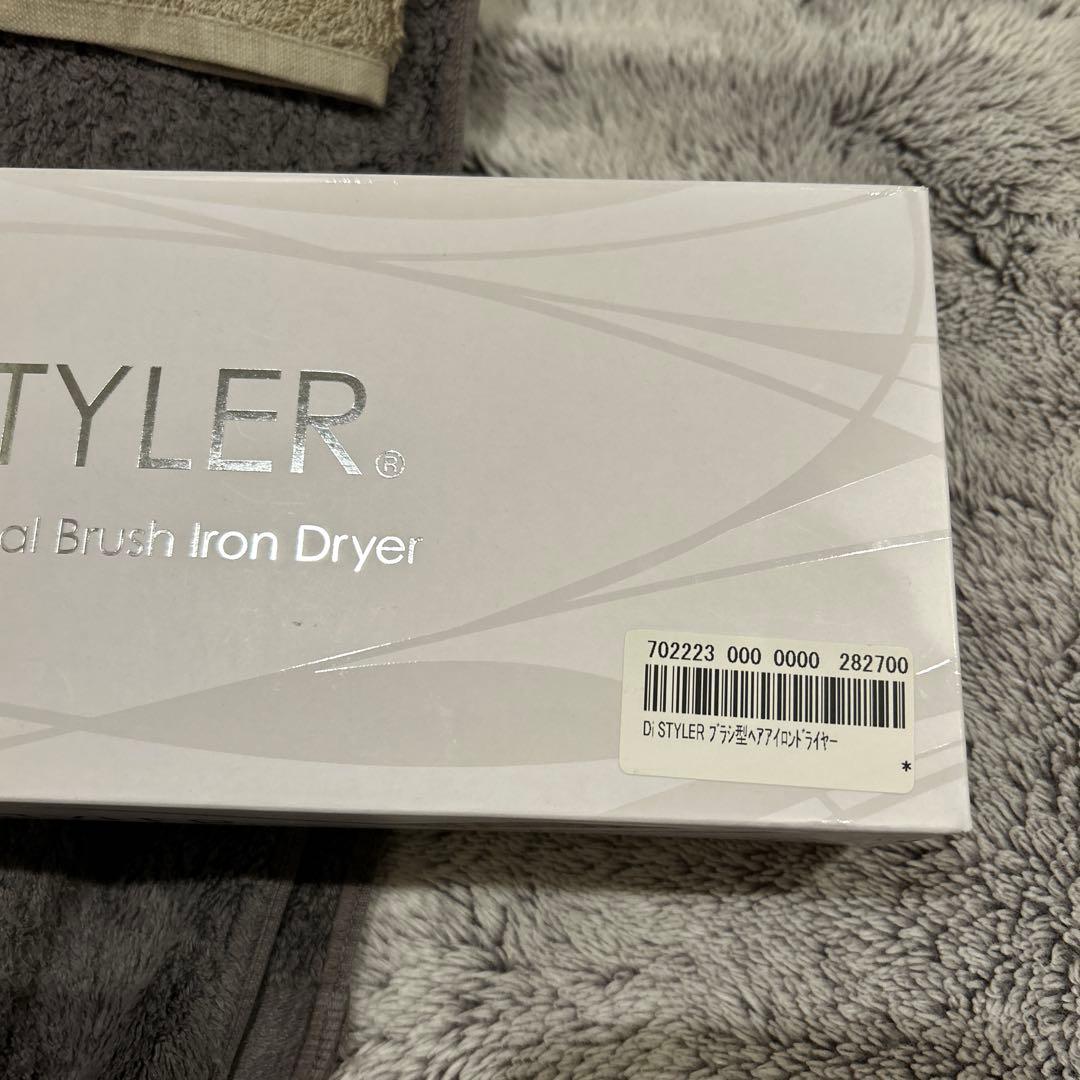 TYLER®
al Brush Iron Dryer
702223 000 0000 282700
Di STYLER ﾌﾞﾗｼ型ﾍｱｱｲﾛﾝﾄﾞﾗｲﾔｰ
*